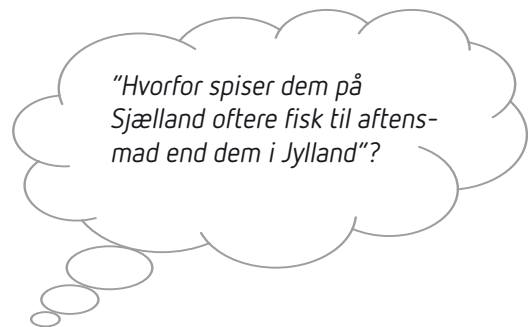 "Hvorfor spiser dem på
Sjælland oftere fisk til aftens-
mad end dem i Jylland"?